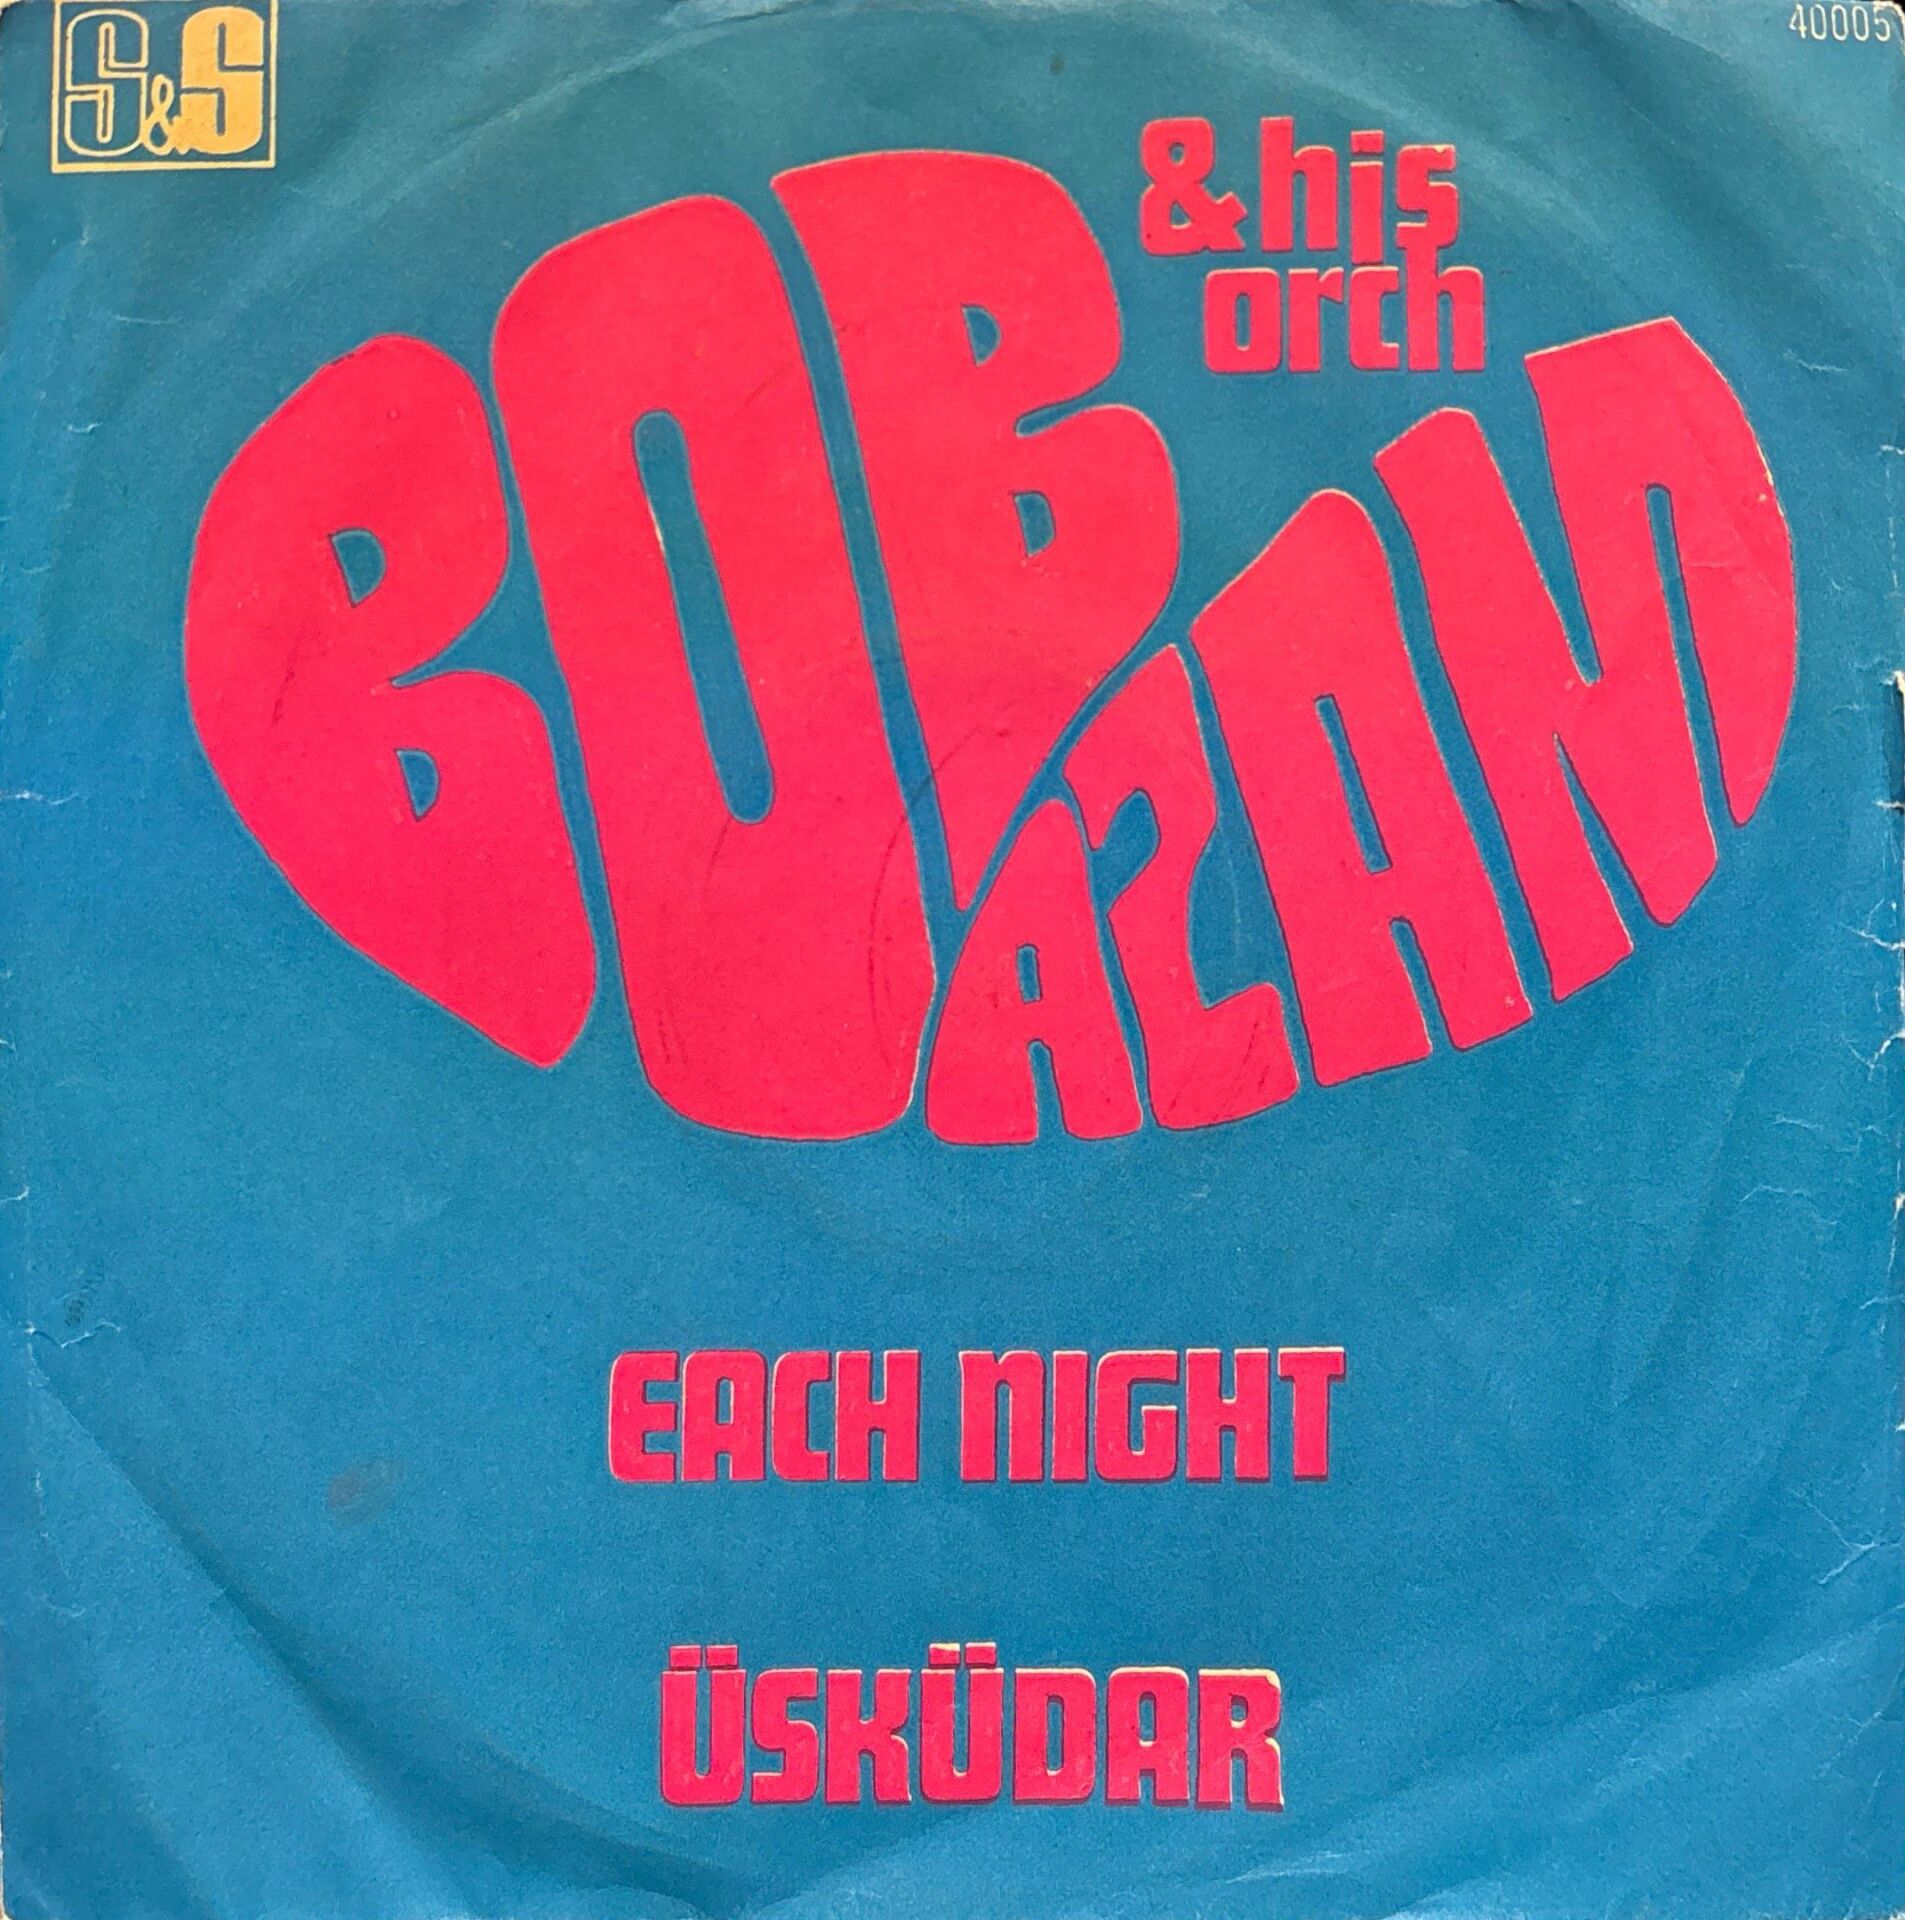 S&S
40005
& his
orch
BOB
AZAM
EACH NIGHT
ÜSKÜDAR